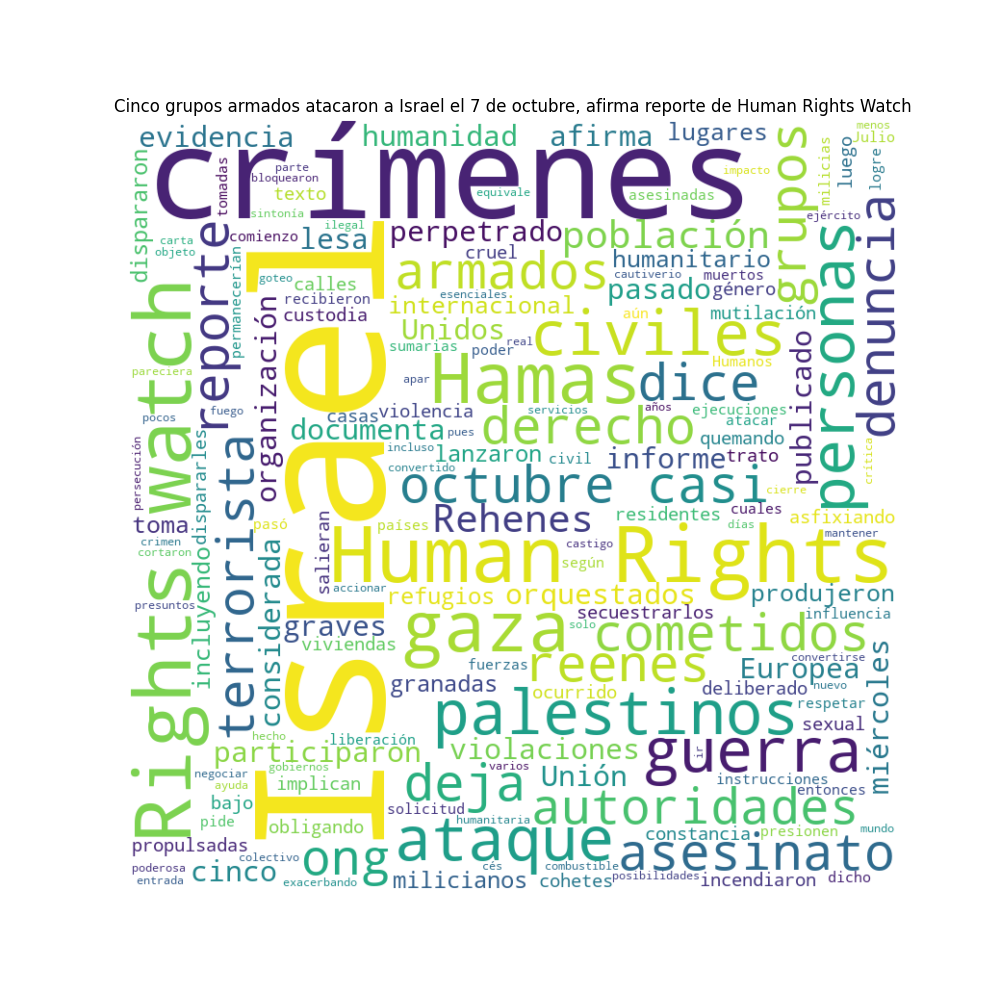 Cinco grupos armados atacaron a Israel el 7 de octubre, afirma reporte de Human Rights Watch
evidencia
humanidad
afirma
lugares
menos
Julio
crímenes
parte
bloquearon
tomadas
texto
equivale
asesinadas
impacto
grupos
milicias
luego
logre
dispararon
sintonía
ilegal
ejército
carta
objeto
reporte
comienzo
lesa
perpetrado
población
cruel
humanitario
personas
denuncia
permanecerían
goteo
calles
armados
cautiverio
muertos
recibieron
custodia
esenciales
internacional
pasado
género
Israel
organización
Unidos
aún
mutilación
civiles
watch
sumarias
poder
real
Humanos
publicado
pareciera
apar
Hamas
dice
pocos
fuego
casas
violencia
servicios
años
ejecuciones
atacar
documenta
pues
derecho
quemando
incluso
lanzaron
civil
informe
trato
crítica
persecución
dispararles
terrorista
convertido
octubre casi
cuales
cierre
toma
pasó
países
Rehenes
residentes
días
asfixiando
mantener
crimen
cortaron
incluyendo
considerada
salieran
castigo
Human Rights
según
accionar
presuntos
refugios
orquestados
produjeron
secuestrarlos
influencia
Rights
graves
gaza
solo
cometidos
viviendas
fuerzas
reenes
Europea
convertirse
miércoles
granadas
ocurrido
deliberado
nuevo
respetar
hecho
liberación
palestinos
sexual
participaron
violaciones
guerra
ir
negociar
ayuda
gobiernos
implican
varios
deja
Unión
instrucciones
entonces
bajo
solicitud
autoridades
pide
obligando
humanitaria
constancia
presionen
mundo
propulsadas
colectivo
ong
ataque
asesinato
poderosa
entrada
cinco
exacerbando
milicianos
cés
combustible
cohetes
posibilidades
incendiaron
dicho